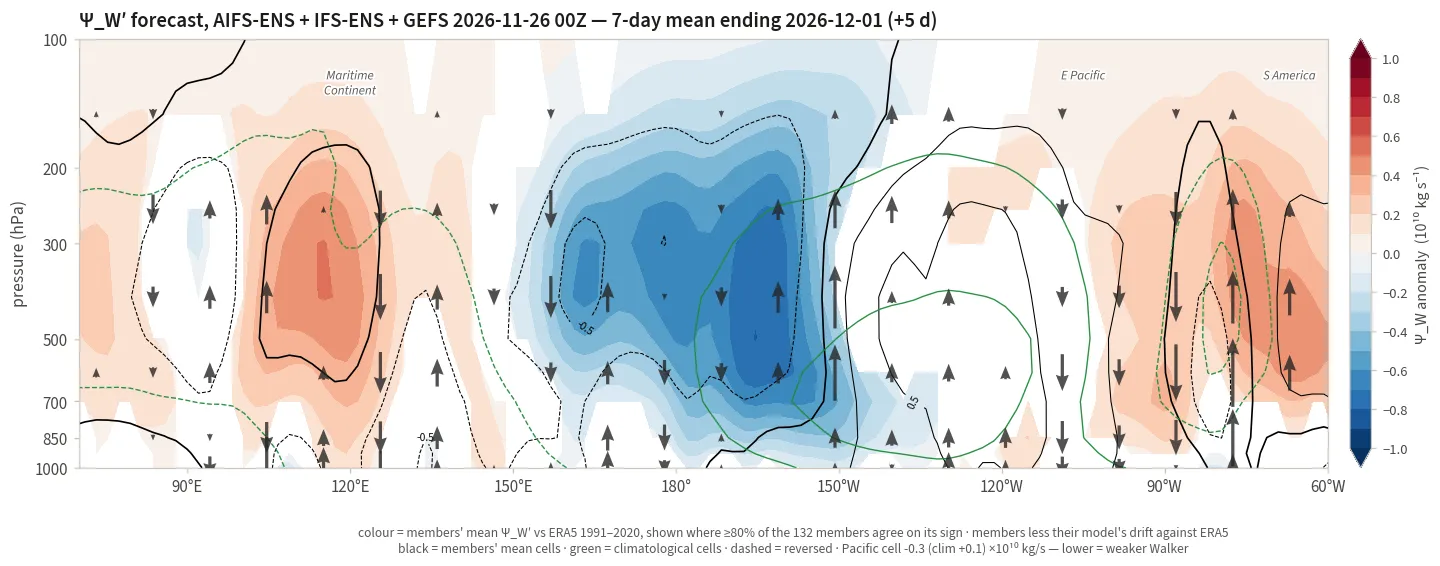 Ψ_W′ forecast, AIFS-ENS + IFS-ENS + GEFS 2026-11-26 00Z — 7-day mean ending 2026-12-01 (+5 d)
pressure (hPa)
100
200
300
400
500
700
850
1000
Maritime
Continent
E Pacific
S America
-0.5
-0.5
0.5
90°E
120°E
150°E
180°
150°W
120°W
90°W
60°W
1.0
0.8
0.6
0.4
0.2
0.0
−0.2
−0.4
−0.6
−0.8
−1.0
Ψ_W anomaly (10¹⁰ kg s⁻¹)
colour = members' mean Ψ_W′ vs ERA5 1991–2020, shown where ≥80% of the 132 members agree on its sign · members less their model's drift against ERA5
black = members' mean cells · green = climatological cells · dashed = reversed · Pacific cell -0.3 (clim +0.1) ×10¹⁰ kg/s — lower = weaker Walker